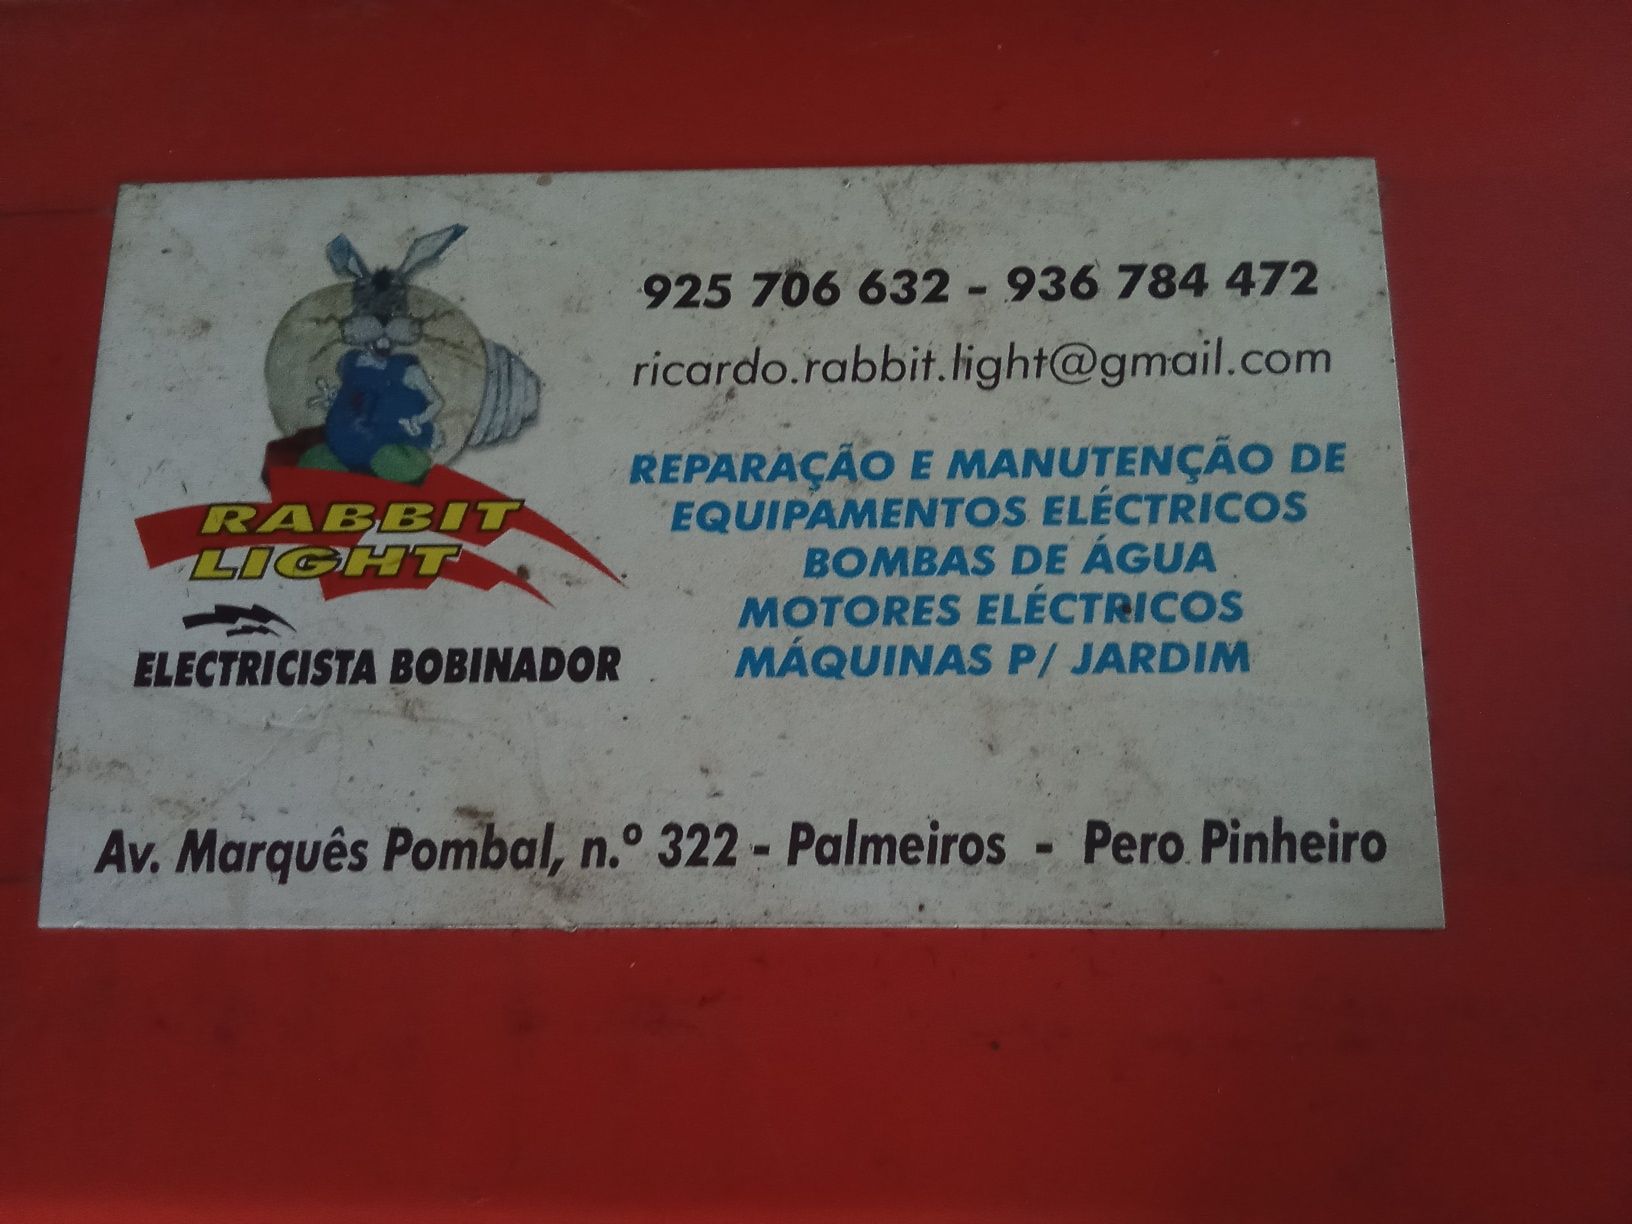 RABBIT
LIGHT
ELECTRICISTA BOBINADOR
925 706 632 - 936 784 472
ricardo.rabbit.light@gmail.com
REPARAÇÃO E MANUTENÇÃO DE
EQUIPAMENTOS ELÉCTRICOS
BOMBAS DE ÁGUA
MOTORES ELÉCTRICOS
MÁQUINAS P/ JARDIM
Av. Marquês Pombal, n.º 322 - Palmeiros - Pero Pinheiro